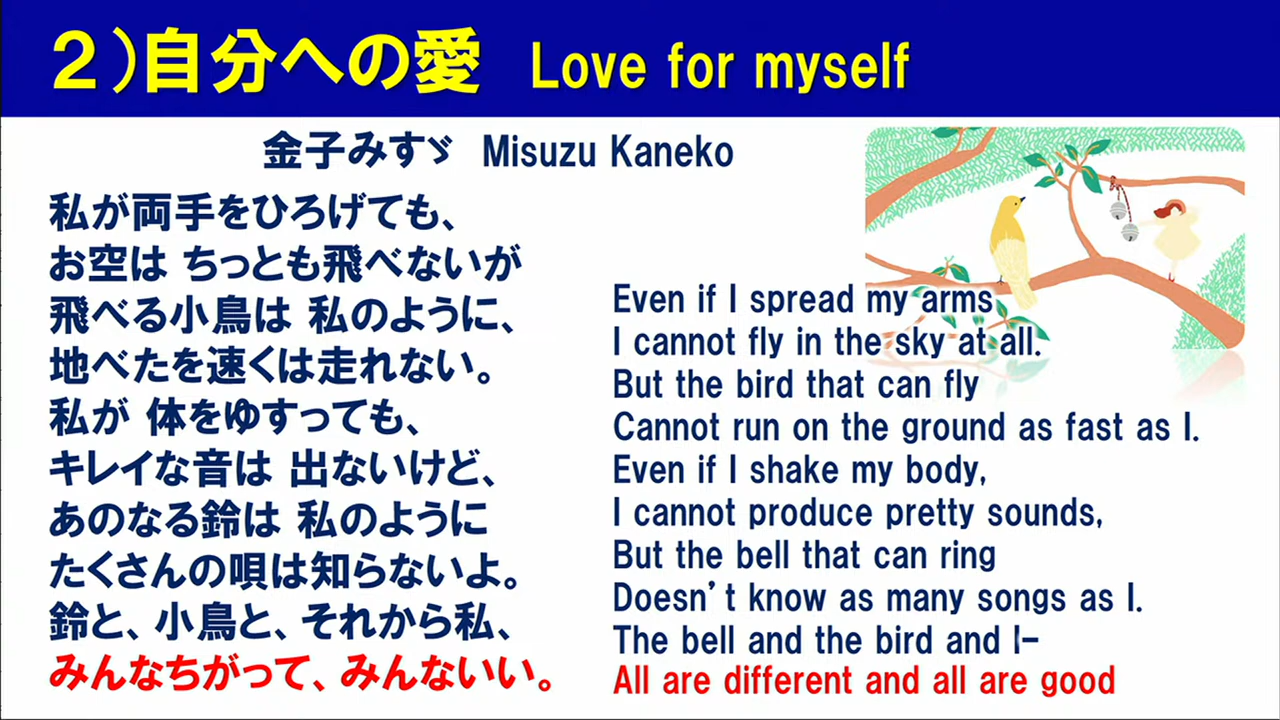 ２）自分への愛 Love for myself
金子みすゞ Misuzu Kaneko
私が両手をひろげても、
お空は ちっとも飛べないが
飛べる小鳥は 私のように、
地べたを速くは走れない。
私が 体をゆすっても、
キレイな音は 出ないけど、
あのなる鈴は 私のように
たくさんの唄は知らないよ。
鈴と、小鳥と、それから私、
みんなちがって、みんないい。
Even if I spread my arms
I cannot fly in the sky at all.
But the bird that can fly
Cannot run on the ground as fast as I.
Even if I shake my body,
I cannot produce pretty sounds,
But the bell that can ring
Doesn't know as many songs as I.
The bell and the bird and I−
All are different and all are good